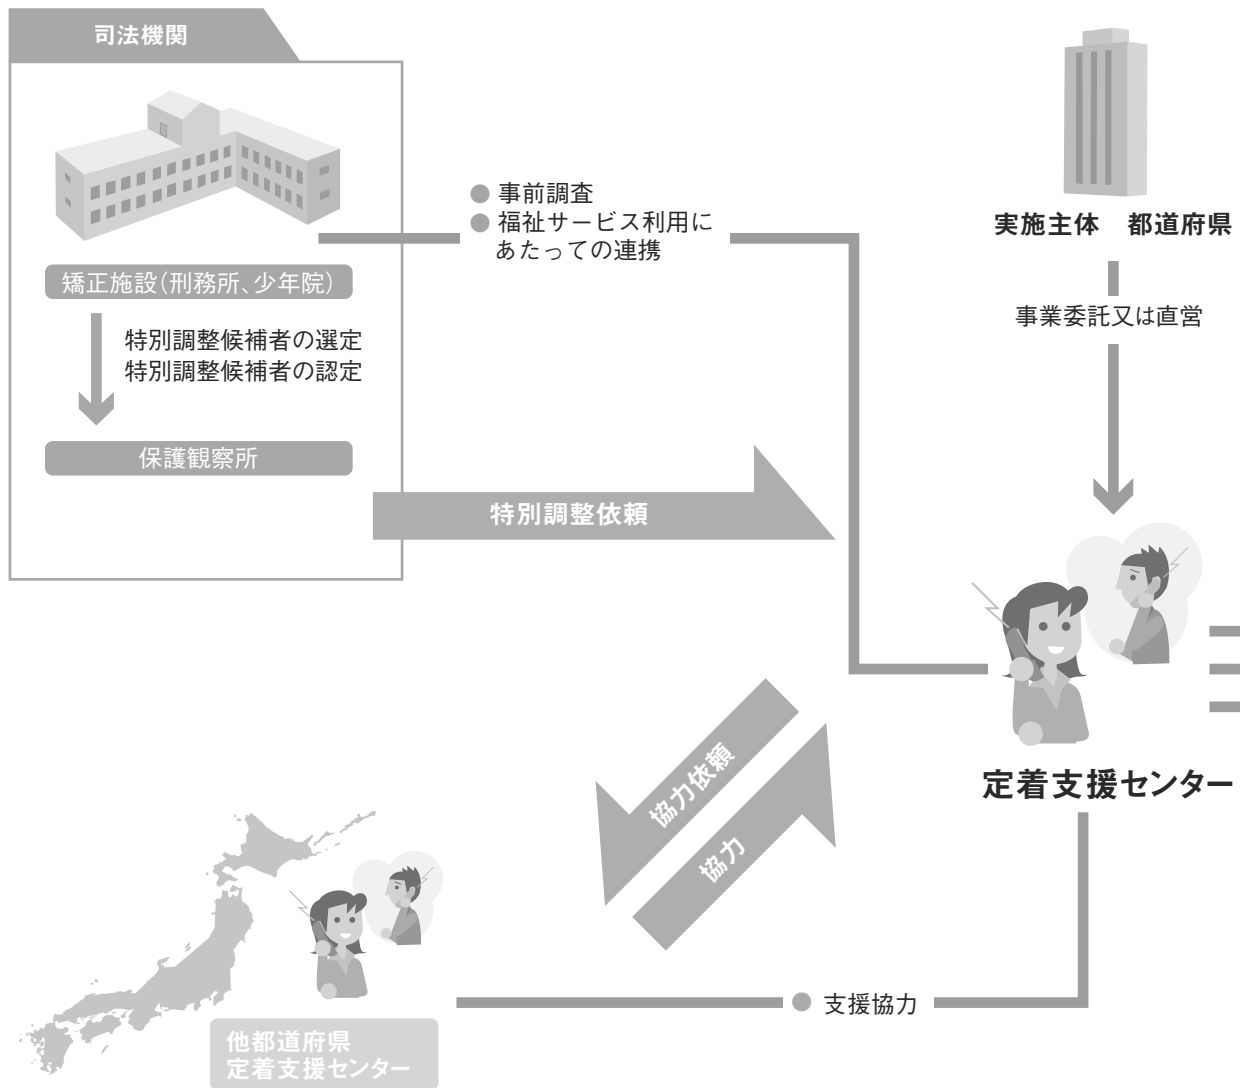 司法機関
矯正施設(刑務所、少年院)
特別調整候補者の選定
特別調整候補者の認定
保護観察所
● 事前調査
● 福祉サービス利用に
あたっての連携
特別調整依頼
実施主体　都道府県
事業委託又は直営
定着支援センター
協力依頼
協力
● 支援協力
他都道府県
定着支援センター